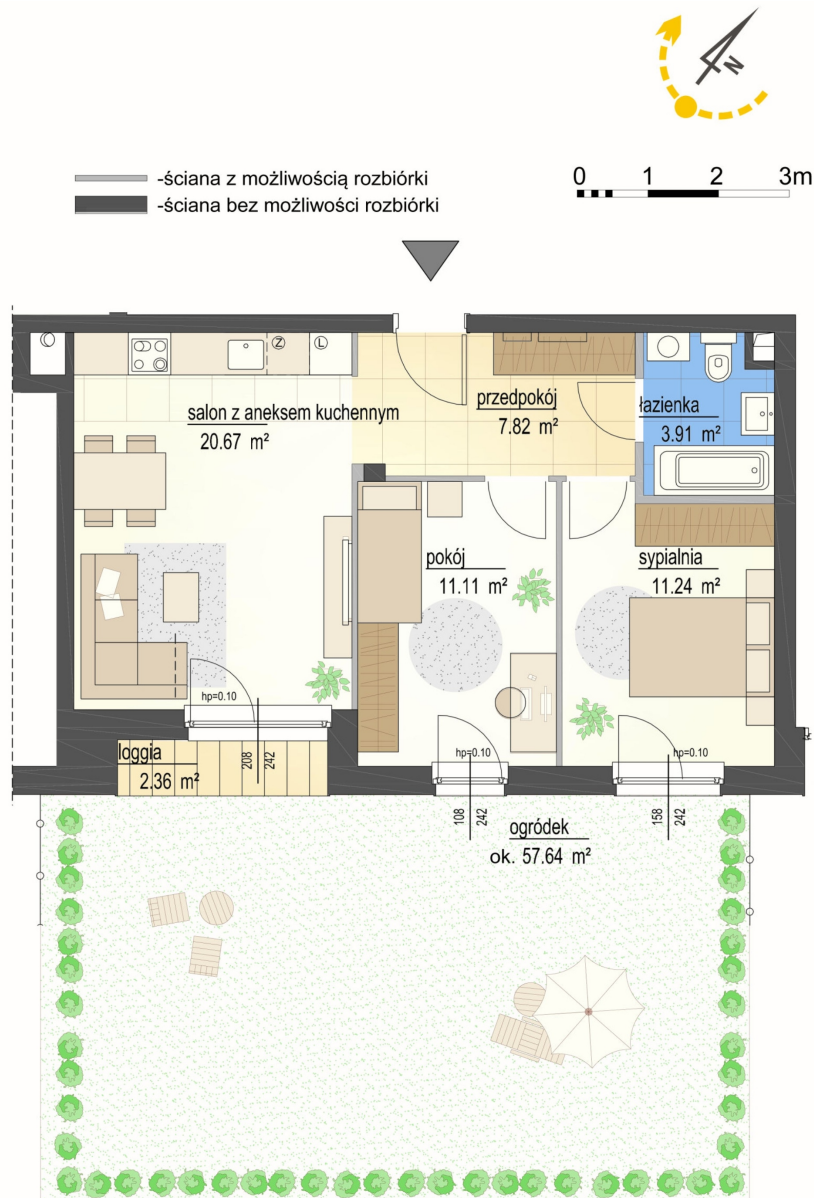 N
-ściana z możliwością rozbiórki
-ściana bez możliwości rozbiórki
0 1 2 3m
Z L
salon z aneksem kuchennym
20.67 m²
przedpokój
7.82 m²
łazienka
3.91 m²
pokój
11.11 m²
sypialnia
11.24 m²
hp=0.10
hp=0.10
hp=0.10
loggia
2.36 m²
208
242
108
242
158
242
ogródek
ok. 57.64 m²